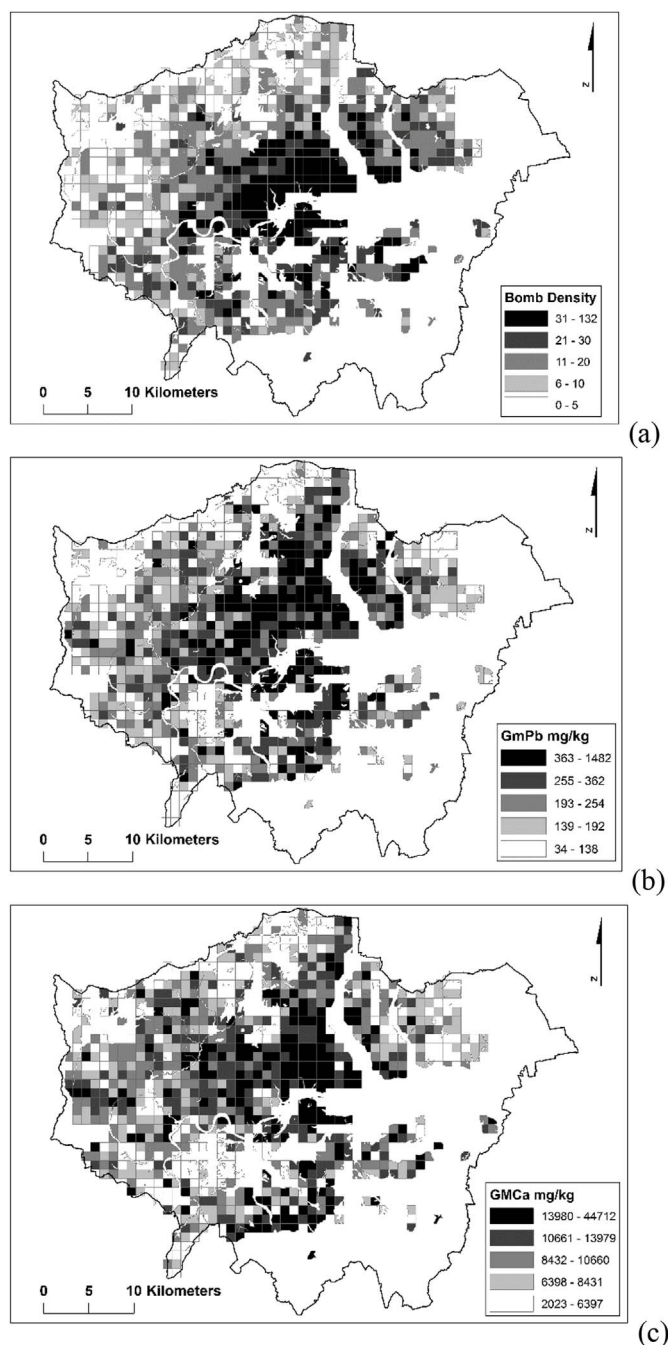 N
Bomb Density
31 - 132
21 - 30
11 - 20
6 - 10
0 - 5
0 5 10 Kilometers
(a)
N
GmPb mg/kg
363 - 1482
255 - 362
193 - 254
139 - 192
34 - 138
0 5 10 Kilometers
(b)
N
GMCa mg/kg
13980 - 44712
10661 - 13979
8432 - 10660
6398 - 8431
2023 - 6397
0 5 10 Kilometers
(c)